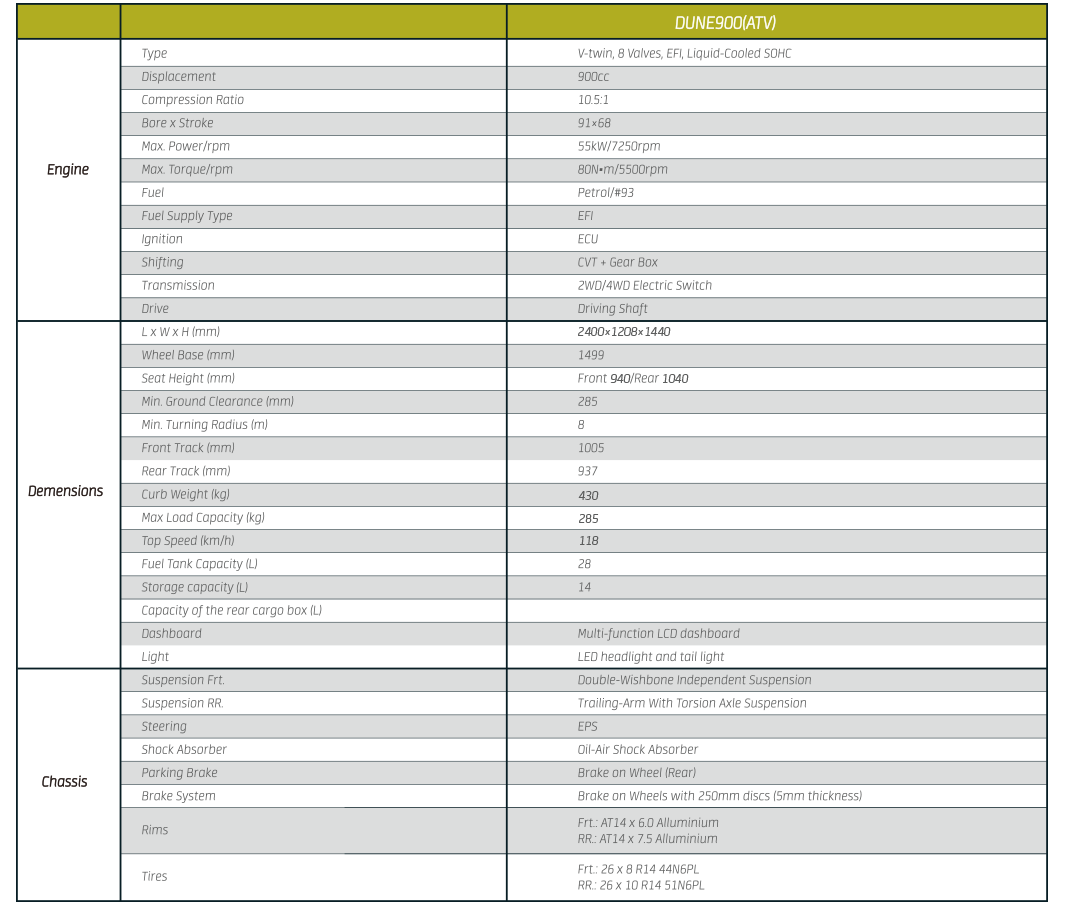 DUNE900(ATV)
Engine
Type V-twin, 8 Valves, EFI, Liquid-Cooled SOHC
Displacement 900cc
Compression Ratio 10.5:1
Bore x Stroke 91×68
Max. Power/rpm 55kW/7250rpm
Max. Torque/rpm 80N•m/5500rpm
Fuel Petrol/#93
Fuel Supply Type EFI
Ignition ECU
Shifting CVT + Gear Box
Transmission 2WD/4WD Electric Switch
Drive Driving Shaft
Demensions
L x W x H (mm) 2400×1208×1440
Wheel Base (mm) 1499
Seat Height (mm) Front 940/Rear 1040
Min. Ground Clearance (mm) 285
Min. Turning Radius (m) 8
Front Track (mm) 1005
Rear Track (mm) 937
Curb Weight (kg) 430
Max Load Capacity (kg) 285
Top Speed (km/h) 118
Fuel Tank Capacity (L) 28
Storage capacity (L) 14
Capacity of the rear cargo box (L)
Dashboard Multi-function LCD dashboard
Light LED headlight and tail light
Chassis
Suspension Frt. Double-Wishbone Independent Suspension
Suspension RR. Trailing-Arm With Torsion Axle Suspension
Steering EPS
Shock Absorber Oil-Air Shock Absorber
Parking Brake Brake on Wheel (Rear)
Brake System Brake on Wheels with 250mm discs (5mm thickness)
Rims Frt.: AT14 x 6.0 Alluminium
RR.: AT14 x 7.5 Alluminium
Tires Frt.: 26 x 8 R14 44N6PL
RR.: 26 x 10 R14 51N6PL